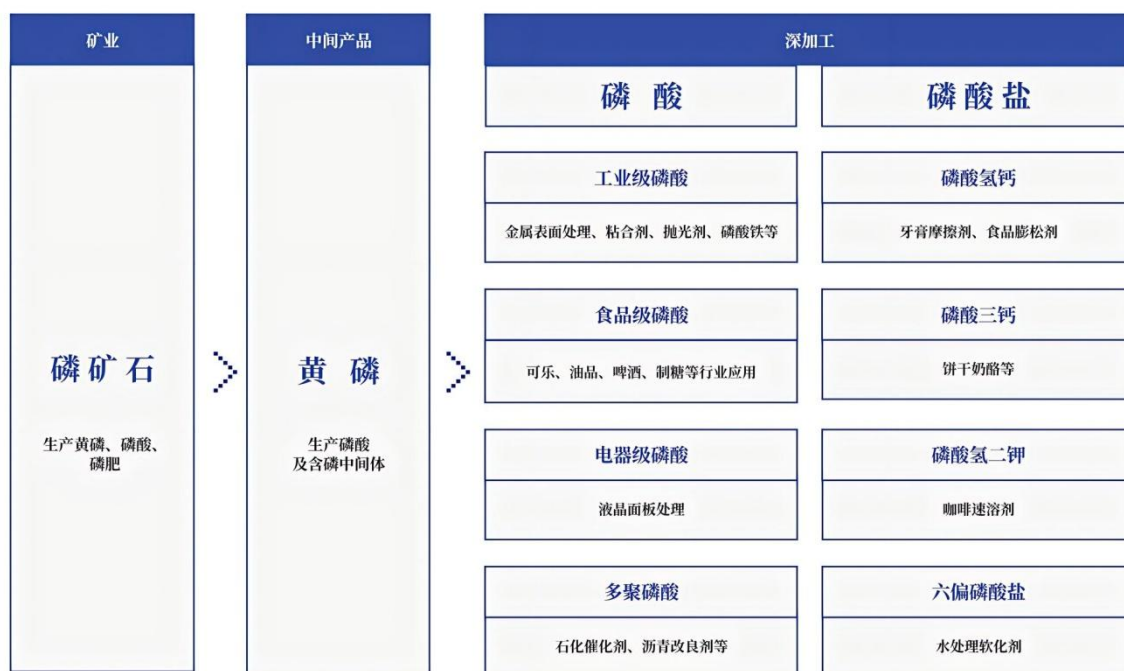 矿业
磷矿石
生产黄磷、磷酸、
磷肥
中间产品
黄磷
生产磷酸
及含磷中间体
深加工
磷酸
工业级磷酸
金属表面处理、粘合剂、抛光剂、磷酸铁等
食品级磷酸
可乐、油品、啤酒、制糖等行业应用
电器级磷酸
液晶面板处理
多聚磷酸
石化催化剂、沥青改良剂等
磷酸盐
磷酸氢钙
牙膏摩擦剂、食品膨松剂
磷酸三钙
饼干奶酪等
磷酸氢二钾
咖啡速溶剂
六偏磷酸盐
水处理软化剂